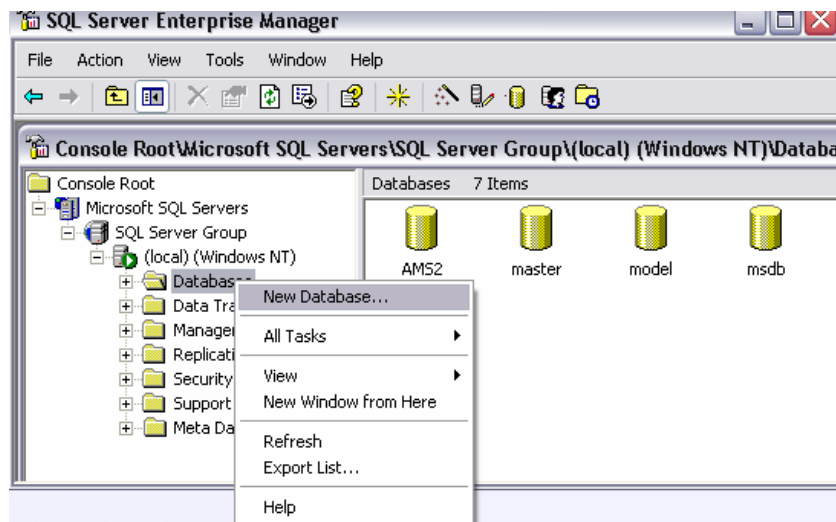 SQL Server Enterprise Manager
File Action View Tools Window Help
Console Root\Microsoft SQL Servers\SQL Server Group\(local) (Windows NT)\Databa
Console Root
Databases 7 Items
Microsoft SQL Servers
SQL Server Group
(local) (Windows NT)
Databases
Data Tra
Manager
Replicati
Security
Support
Meta Da
AMS2 master model msdb
New Database...
All Tasks
View
New Window from Here
Refresh
Export List...
Help